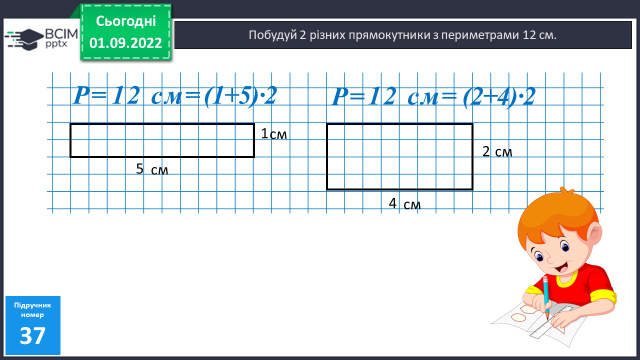 ВСІМ
pptx
Сьогодні
01.09.2022
Побудуй 2 різних прямокутники з периметрами 12 см.
Р= 12 см= (1+5)·2
Р=12 см= (2+4)·2
1см
5 см
2 см
4 см
Підручник
номер
37